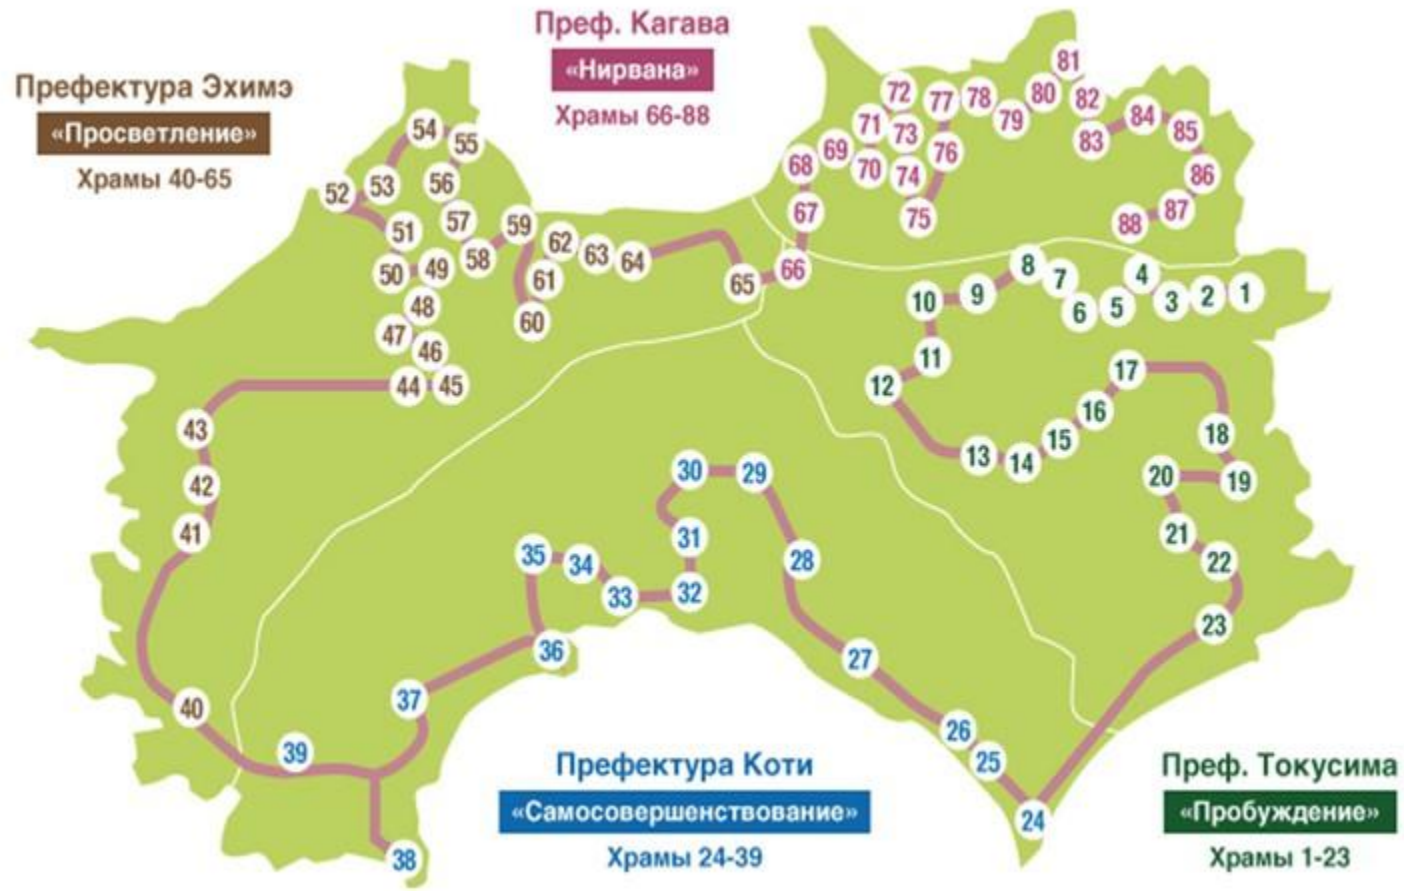 Преф. Кагава
«Нирвана»
Храмы 66-88
Префектура Эхимэ
«Просветление»
Храмы 40-65
81
72 77 78 80 82
71 73 79 84
83 85
54 55 69 70 76
68 74 86
52 53 56 75 87
67 88
51 57 59
62 63 64
58 66
50 49 61 65
48 60
47 46
44 45
43
42
41
40
8 7 4
10 9 6 5 3 2 1
11
12 17
16
13 14 15 18
20 19
21
22
23
30 29
31
35 34 28
33 32
36
27
37
26
39 25
24
38
Префектура Коти
«Самосовершенствование»
Храмы 24-39
Преф. Токусима
«Пробуждение»
Храмы 1-23